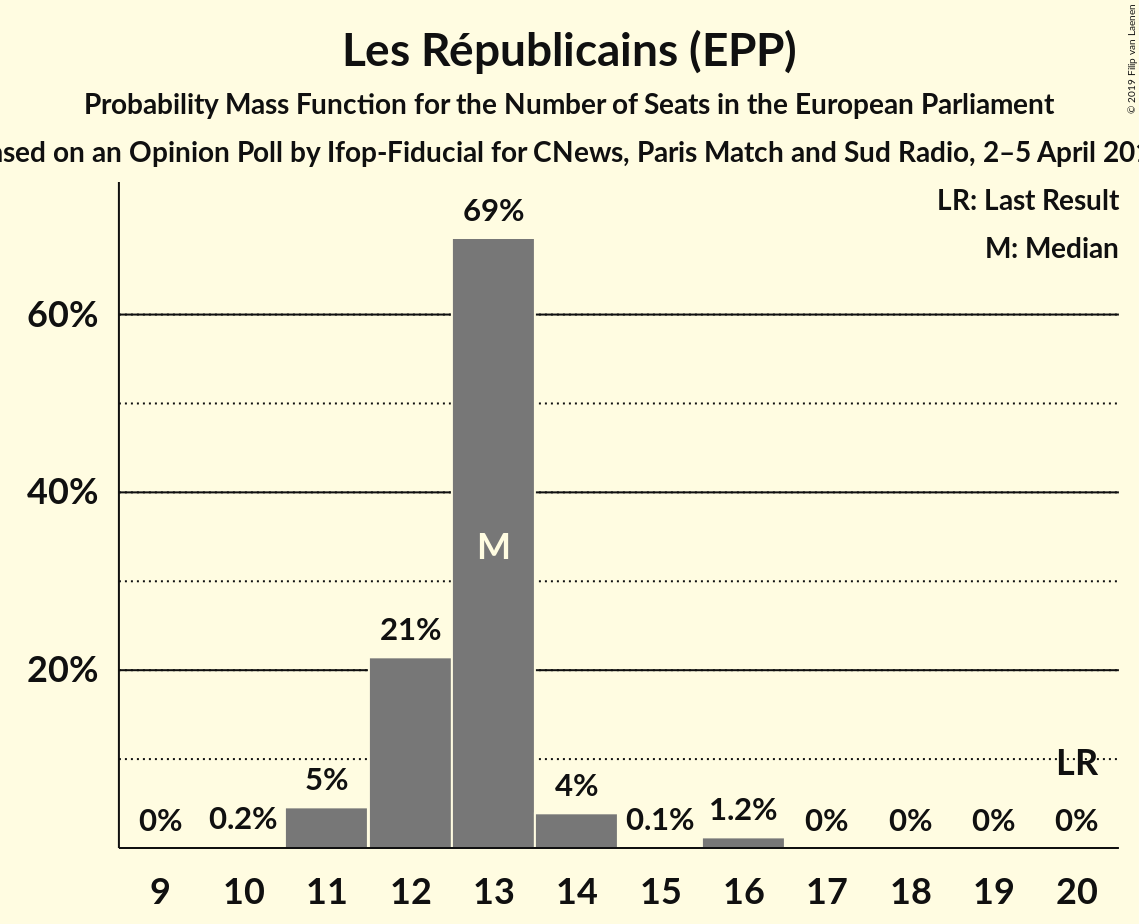 Les Républicains (EPP)
Probability Mass Function for the Number of Seats in the European Parliament
on an Opinion Poll by Ifop-Fiducial for CNews, Paris Match and Sud Radio, 2–5 April
© 2019 Filip van Laenen
LR: Last Result
M: Median
69%
60%
40%
M
21%
20%
LR
5%
4%
0%
0.2%
0.1%
1.2%
0%
0%
0%
0%
9 10 11 12 13 14 15 16 17 18 19 20